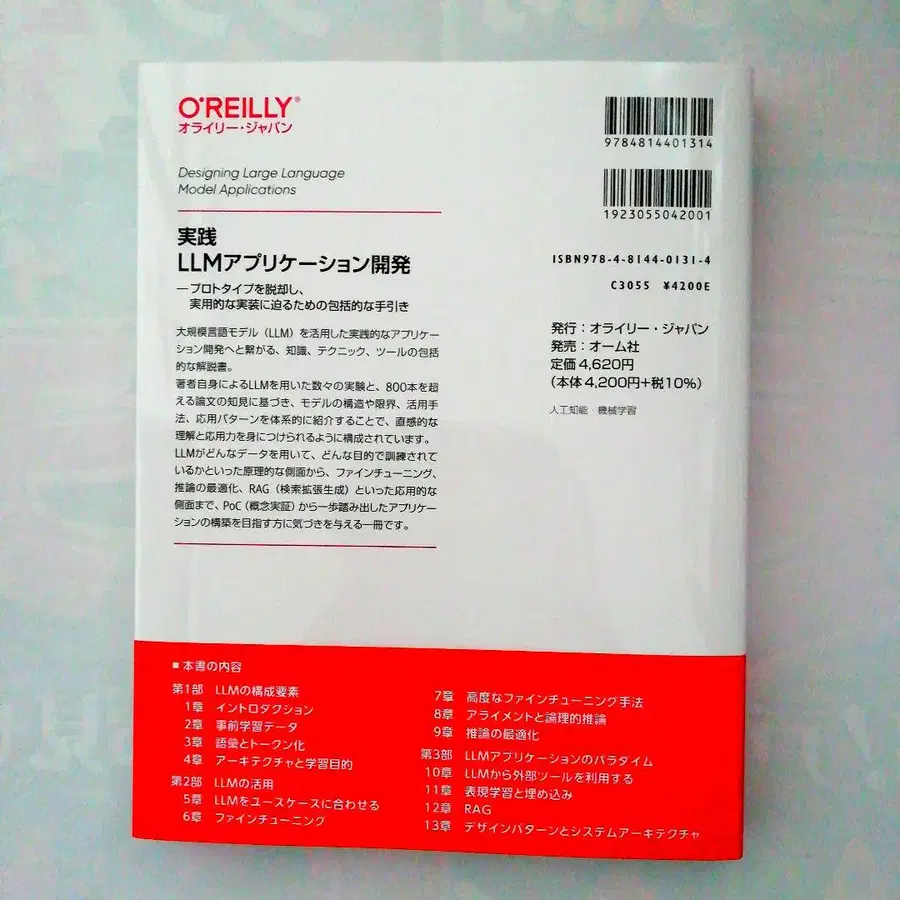 O'REILLY®
オライリー・ジャパン
Designing Large Language
Model Applications
実践
LLMアプリケーション開発
―プロトタイプを脱却し、
実用的な実装に迫るための包括的な手引き
大規模言語モデル（LLM）を活用した実践的なアプリケー
ション開発へと繋がる、知識、テクニック、ツールの包括
的な解説書。
著者自身によるLLMを用いた数々の実験と、800本を超
える論文の知見に基づき、モデルの構造や限界、活用手
法、応用パターンを体系的に紹介することで、直感的な
理解と応用力を身につけられるように構成されています。
LLMがどんなデータを用いて、どんな目的で訓練されて
いるかといった原理的な側面から、ファインチューニング、
推論の最適化、RAG（検索拡張生成）といった応用的な
側面まで、PoC（概念実証）から一歩踏み出したアプリケー
ションの構築を目指す方に気づきを与える一冊です。
9784814401314
1923055042001
ISBN978-4-8144-0131-4
C3055 ¥4200E
発行：オライリー・ジャパン
発売：オーム社
定価4,620円
（本体4,200円+税10%）
人工知能・機械学習
■ 本書の内容
第1部 LLMの構成要素
1章 イントロダクション
2章 事前学習データ
3章 語彙とトークン化
4章 アーキテクチャと学習目的
第2部 LLMの活用
5章 LLMをユースケースに合わせる
6章 ファインチューニング
7章 高度なファインチューニング手法
8章 アライメントと論理的推論
9章 推論の最適化
第3部 LLMアプリケーションのパラダイム
10章 LLMから外部ツールを利用する
11章 表現学習と埋め込み
12章 RAG
13章 デザインパターンとシステムアーキテクチャ